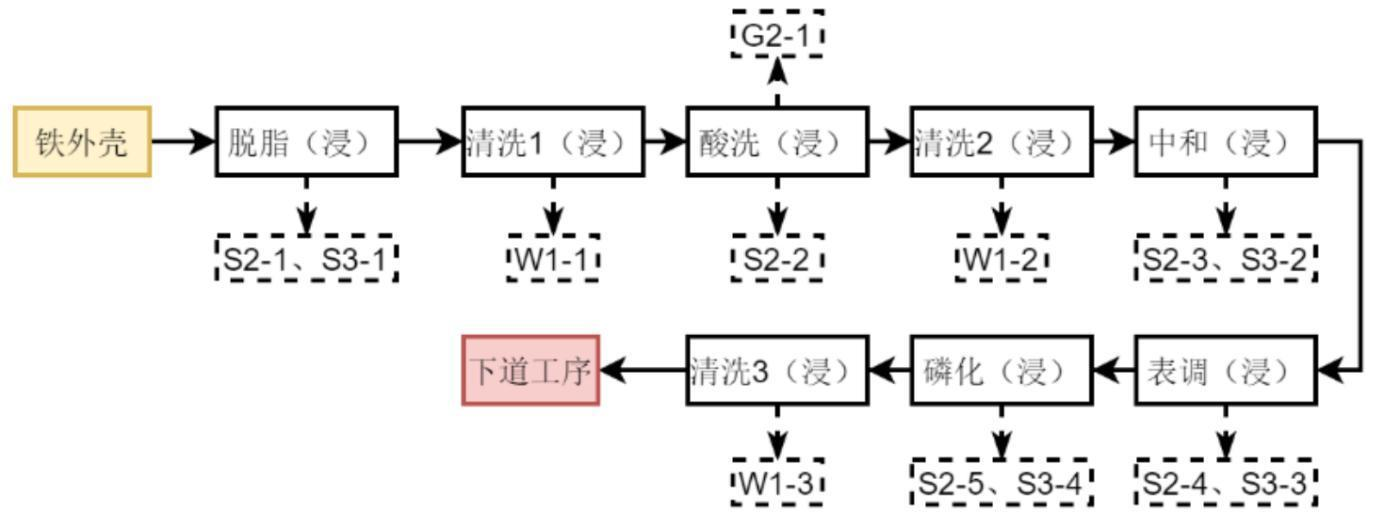 G2-1
铁外壳
脱脂（浸）
清洗1（浸）
酸洗（浸）
清洗2（浸）
中和（浸）
S2-1、S3-1
W1-1
S2-2
W1-2
S2-3、S3-2
下道工序
清洗3（浸）
磷化（浸）
表调（浸）
W1-3
S2-5、S3-4
S2-4、S3-3